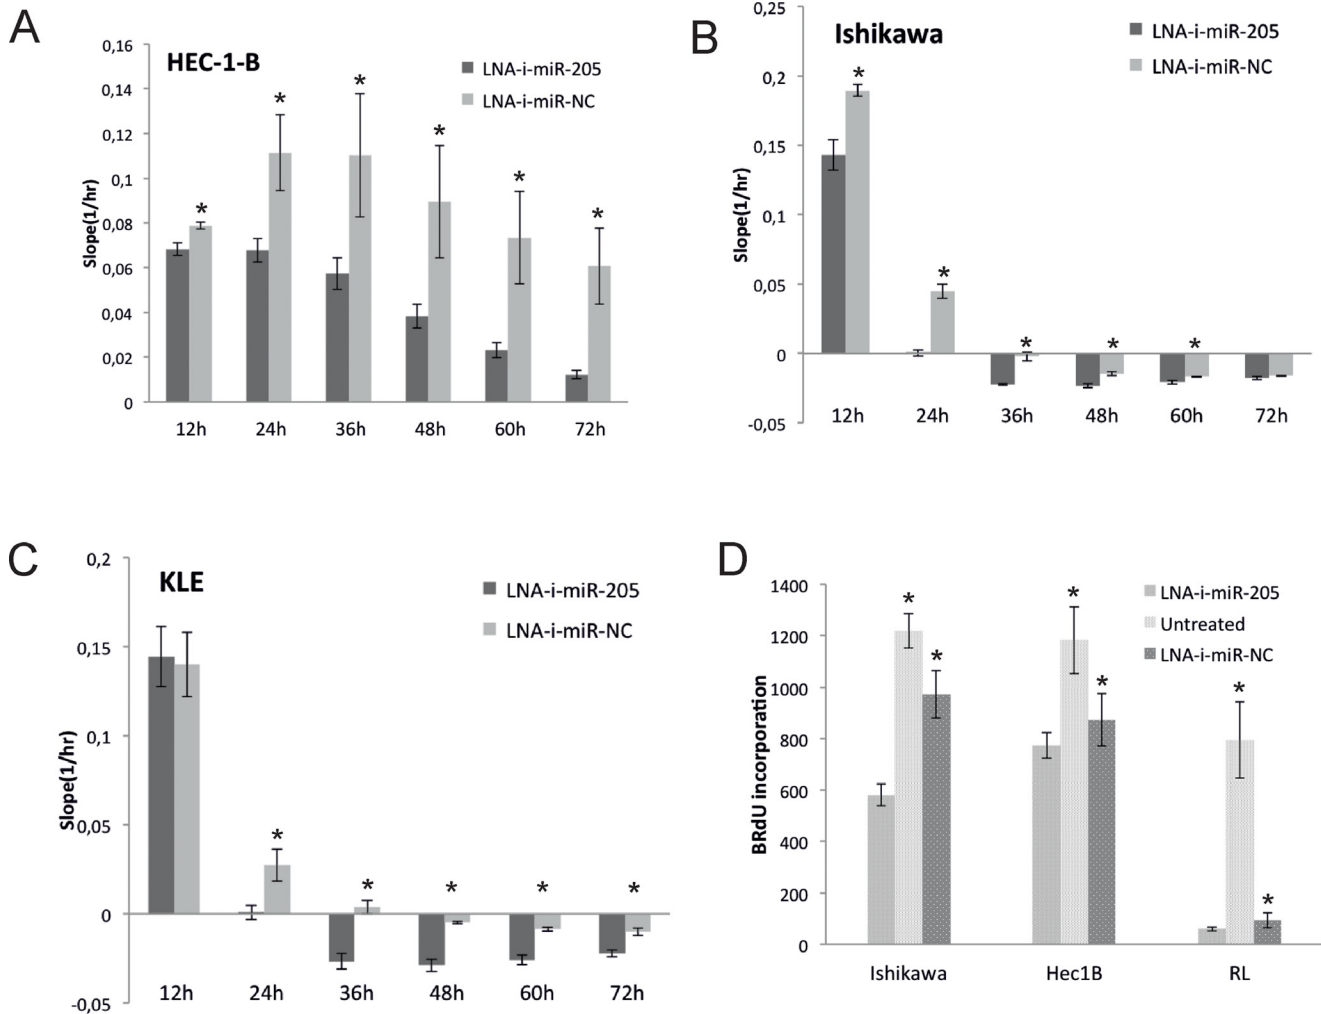 A
HEC-1-B
LNA-i-miR-205
LNA-i-miR-NC
Slope(1/hr)
0,16
0,14
0,12
0,1
0,08
0,06
0,04
0,02
0
* * * * * *
12h 24h 36h 48h 60h 72h
B
Ishikawa
LNA-i-miR-205
LNA-i-miR-NC
Slope(1/hr)
0,25
0,2
0,15
0,1
0,05
0
-0,05
* * * * *
12h 24h 36h 48h 60h 72h
C
KLE
LNA-i-miR-205
LNA-i-miR-NC
Slope(1/hr)
0,2
0,15
0,1
0,05
0
-0,05
* * * * *
12h 24h 36h 48h 60h 72h
D
LNA-i-miR-205
Untreated
LNA-i-miR-NC
BRdU incorporation
1400
1200
1000
800
600
400
200
0
* * * * * *
Ishikawa Hec1B RL